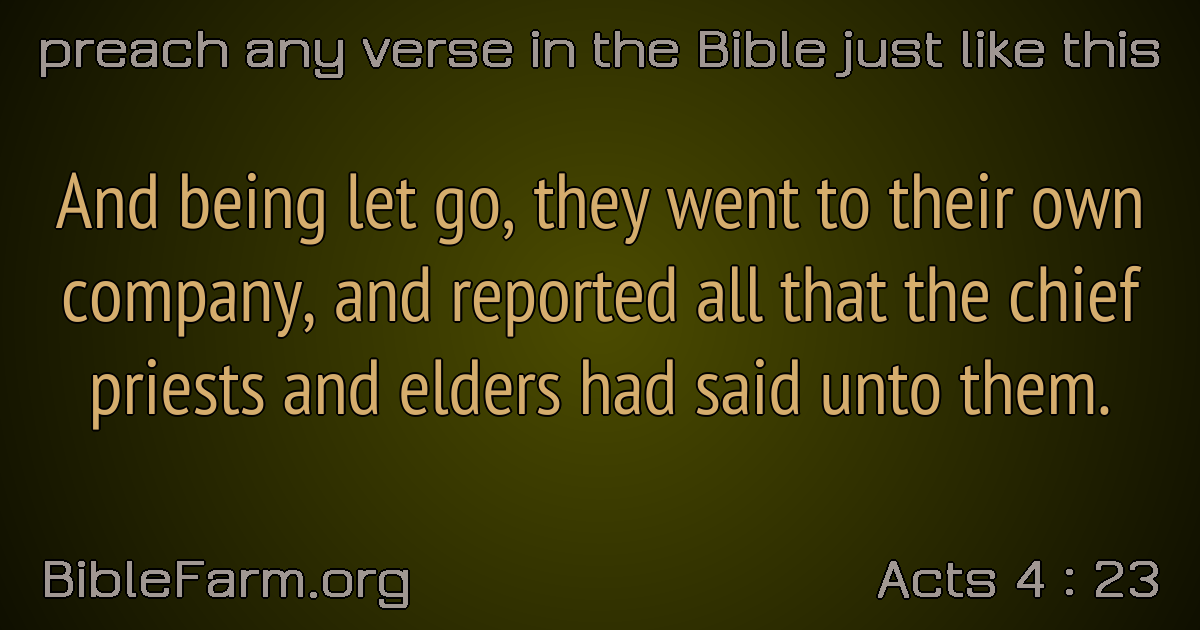 preach any verse in the Bible just like this
And being let go, they went to their own
company, and reported all that the chief
priests and elders had said unto them.
BibleFarm.org
Acts 4 : 23